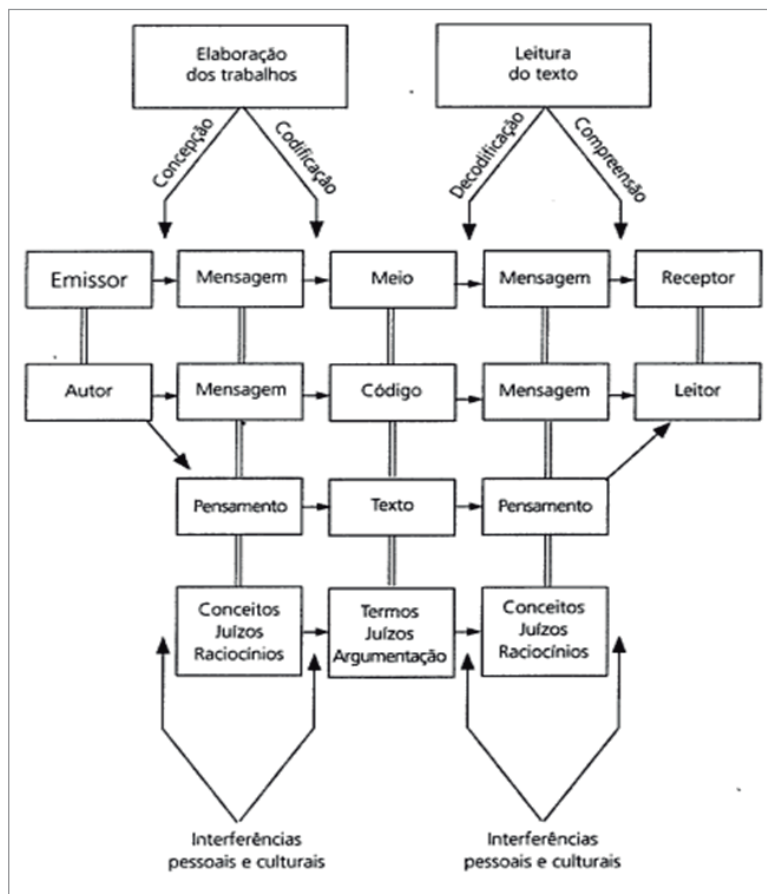 Elaboração
dos trabalhos
Leitura
do texto
Concepção
Codificação
Decodificação
Compreensão
Emissor
Mensagem
Meio
Mensagem
Receptor
Autor
Mensagem
Código
Mensagem
Leitor
Pensamento
Texto
Pensamento
Conceitos
Juízos
Raciocínios
Termos
Juízos
Argumentação
Conceitos
Juízos
Raciocínios
Interferências
pessoais e culturais
Interferências
pessoais e culturais